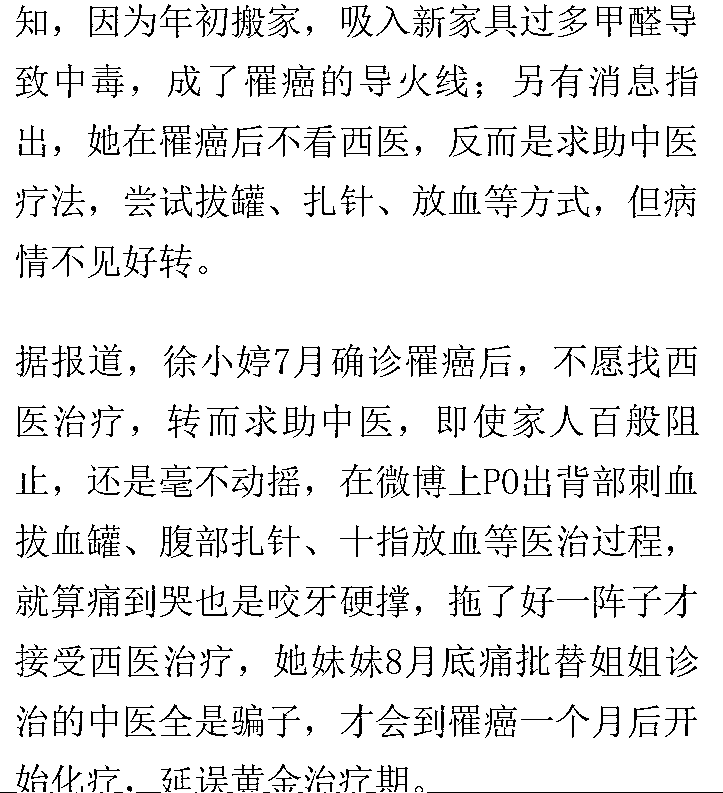 知，因为年初搬家，吸入新家具过多甲醛导
致中毒，成了罹癌的导火线；另有消息指
出，她在罹癌后不看西医，反而是求助中医
疗法，尝试拔罐、扎针、放血等方式，但病
情不见好转。
据报道，徐小婷7月确诊罹癌后，不愿找西
医治疗，转而求助中医，即使家人百般阻
止，还是毫不动摇，在微博上PO出背部刺血
拔血罐、腹部扎针、十指放血等医治过程，
就算痛到哭也是咬牙硬撑，拖了好一阵子才
接受西医治疗，她妹妹8月底痛批替姐姐诊
治的中医全是骗子，才会到罹癌一个月后开
始化疗，延误黄金治疗期。